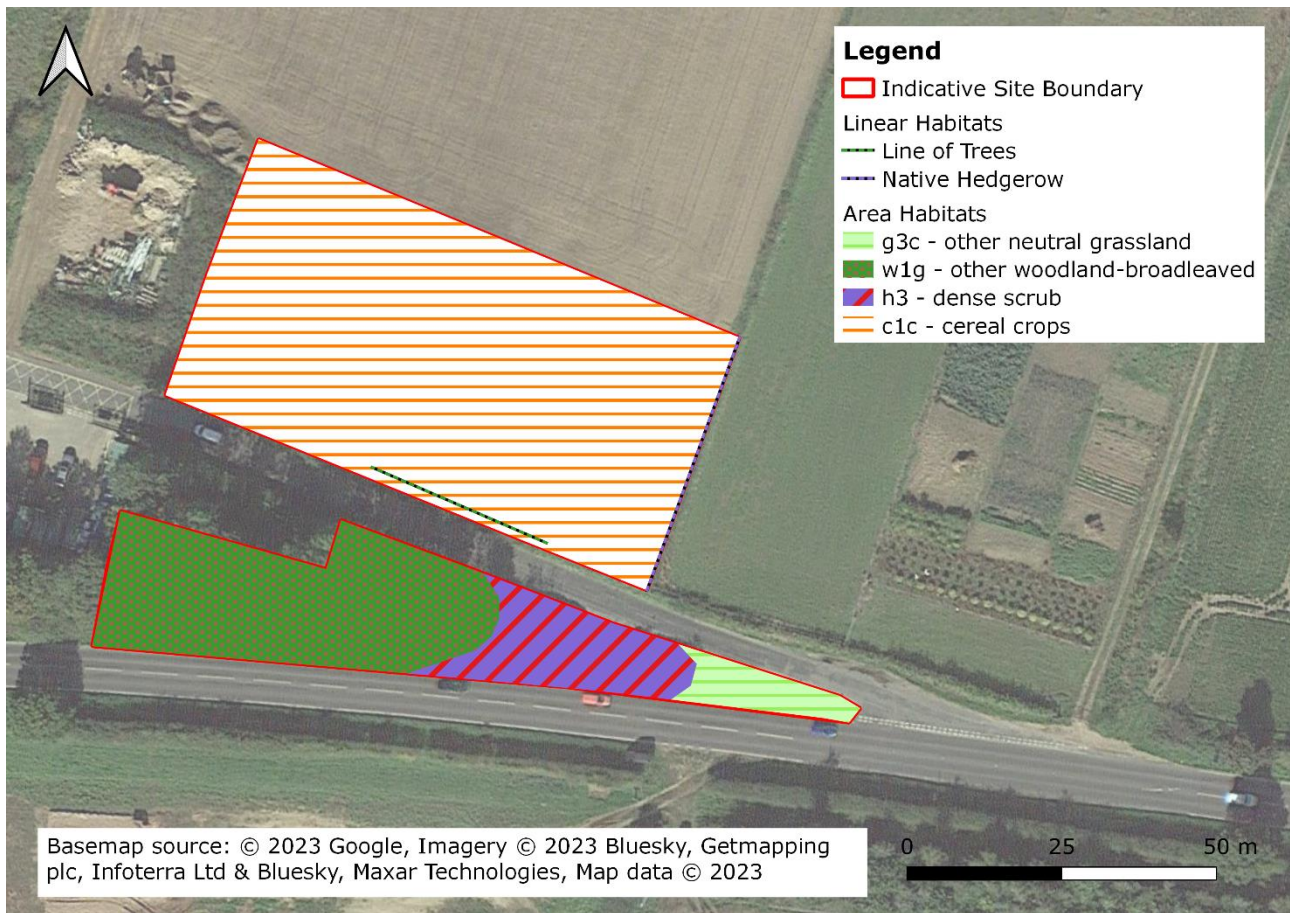 Legend
Indicative Site Boundary
Linear Habitats
Line of Trees
Native Hedgerow
Area Habitats
g3c - other neutral grassland
w1g - other woodland-broadleaved
h3 - dense scrub
c1c - cereal crops
Basemap source: © 2023 Google, Imagery © 2023 Bluesky, Getmapping
plc, Infoterra Ltd & Bluesky, Maxar Technologies, Map data © 2023
0 25 50 m